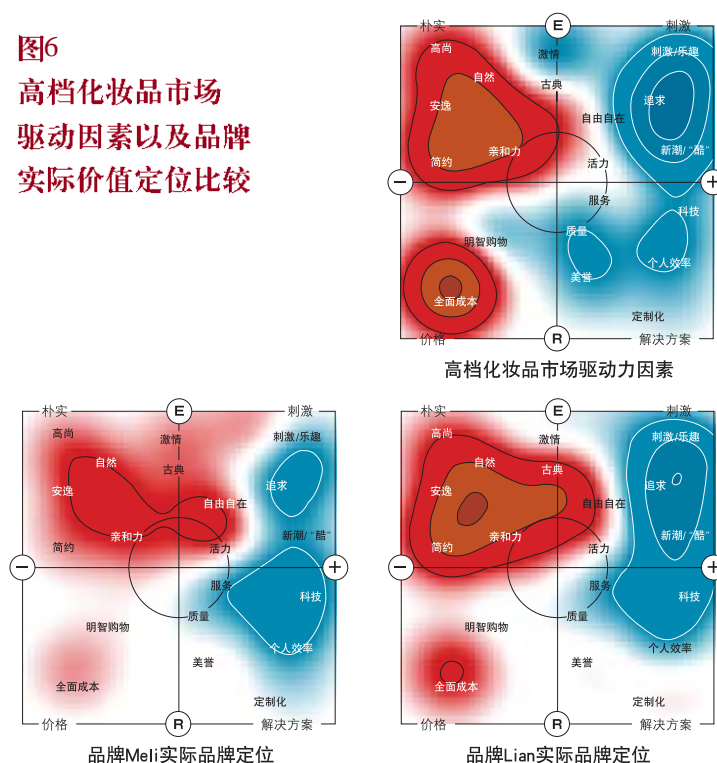 图6
高档化妆品市场
驱动因素以及品牌
实际价值定位比较
朴实
E
刺激
高尚
激情
刺激/乐趣
自然
古典
安逸
追求
自由自在
简约
亲和力
新潮/"酷"
活力
−
+
服务
科技
质量
明智购物
个人效率
美誉
全面成本
定制化
价格
R
解决方案
高档化妆品市场驱动力因素
朴实
E
刺激
高尚
激情
刺激/乐趣
自然
古典
安逸
追求
自由自在
亲和力
新潮/"酷"
简约
活力
−
+
服务
科技
质量
明智购物
个人效率
美誉
全面成本
定制化
价格
R
解决方案
品牌Meli实际品牌定位
朴实
E
刺激
高尚
激情
刺激/乐趣
自然
古典
安逸
追求
自由自在
亲和力
新潮/"酷"
简约
活力
−
+
服务
科技
质量
明智购物
个人效率
美誉
全面成本
定制化
价格
R
解决方案
品牌Lian实际品牌定位